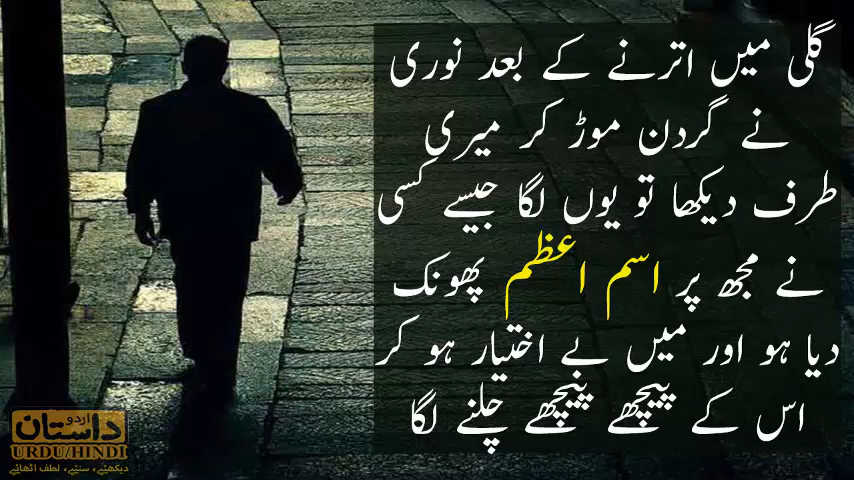 گلی میں اترنے کے بعد نوری
نے گردن موڑ کر میری
طرف دیکھا تو یوں لگا جیسے کسی
نے مجھ پر اسم اعظم پھونک
دیا ہو اور میں بے اختیار ہو کر
اس کے پیچھے پیچھے چلنے لگا
اردو
داستان
URDU/HINDI
دیکھئیے، سنئیے، لطف اٹھائیے